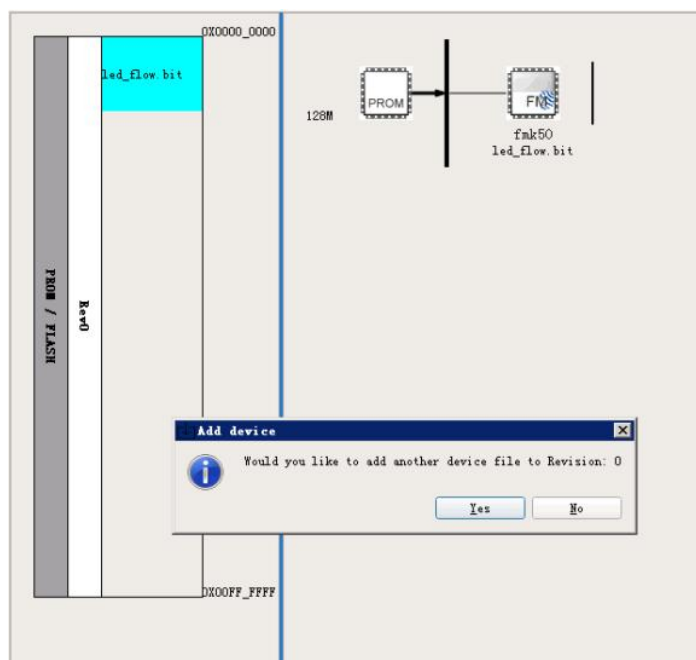 0X0000_0000
led_flow.bit
128M
PROM
FM
fmk50
led_flow.bit
PROM / FLASH
Rev0
Add device
Would you like to add another device file to Revision: 0
Yes
No
0X00FF_FFFF